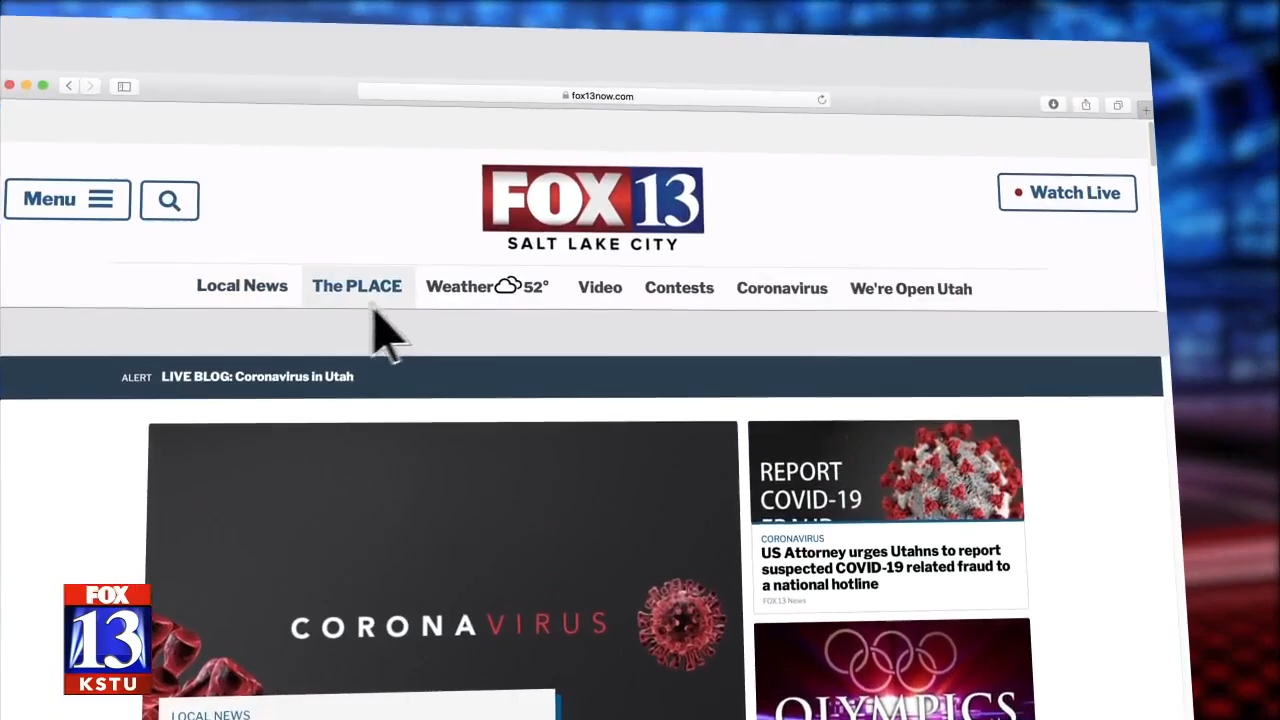 fox13now.com
Menu
FOX 13
SALT LAKE CITY
Watch Live
Local News
The PLACE
Weather 52°
Video
Contests
Coronavirus
We're Open Utah
ALERT LIVE BLOG: Coronavirus in Utah
REPORT
COVID-19
FRAUD
CORONAVIRUS
US Attorney urges Utahns to report
suspected COVID-19 related fraud to
a national hotline
FOX 13 News
CORONAVIRUS
OLYMPICS
LOCAL NEWS
FOX
13
KSTU